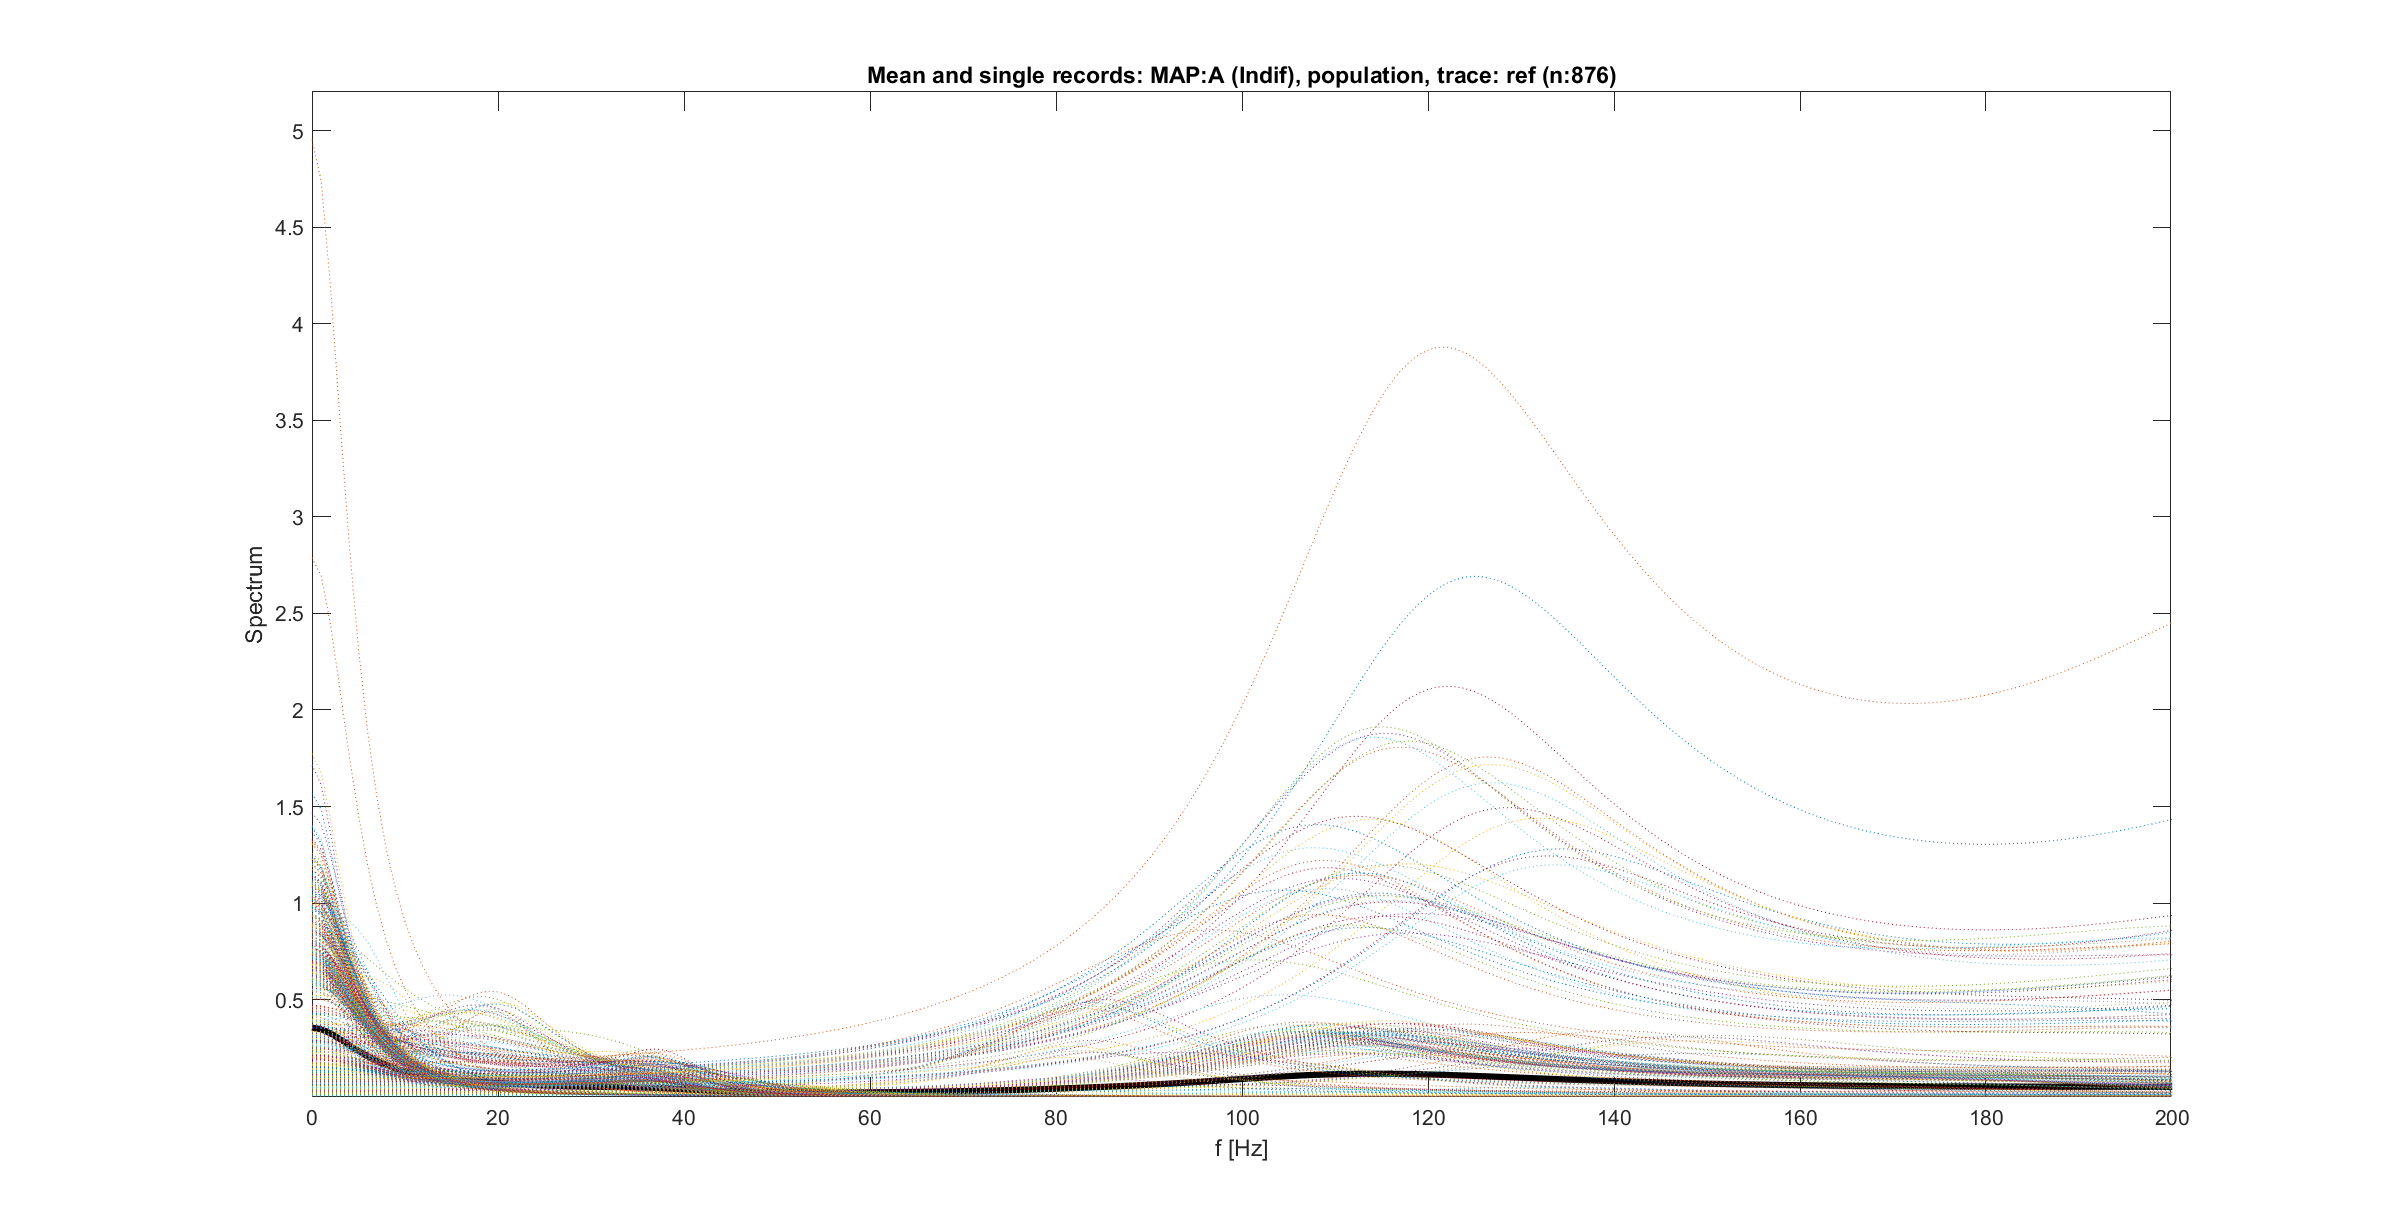 Mean and single records: MAP:A (Indif), population, trace: ref (n:876)
5
4.5
4
3.5
3
2.5
2
1.5
1
0.5
Spectrum
0 20 40 60 80 100 120 140 160 180 200
f [Hz]